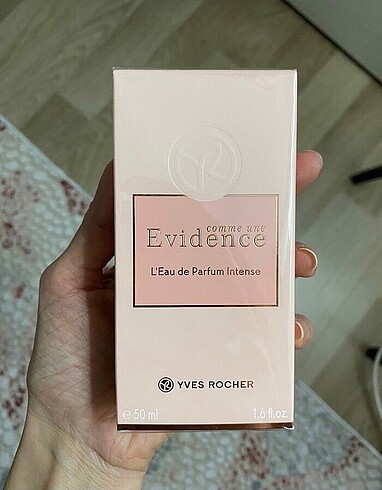 comme une
Evidence
L'Eau de Parfum Intense
YVES ROCHER
℮ 50 ml 1.6 fl.oz.